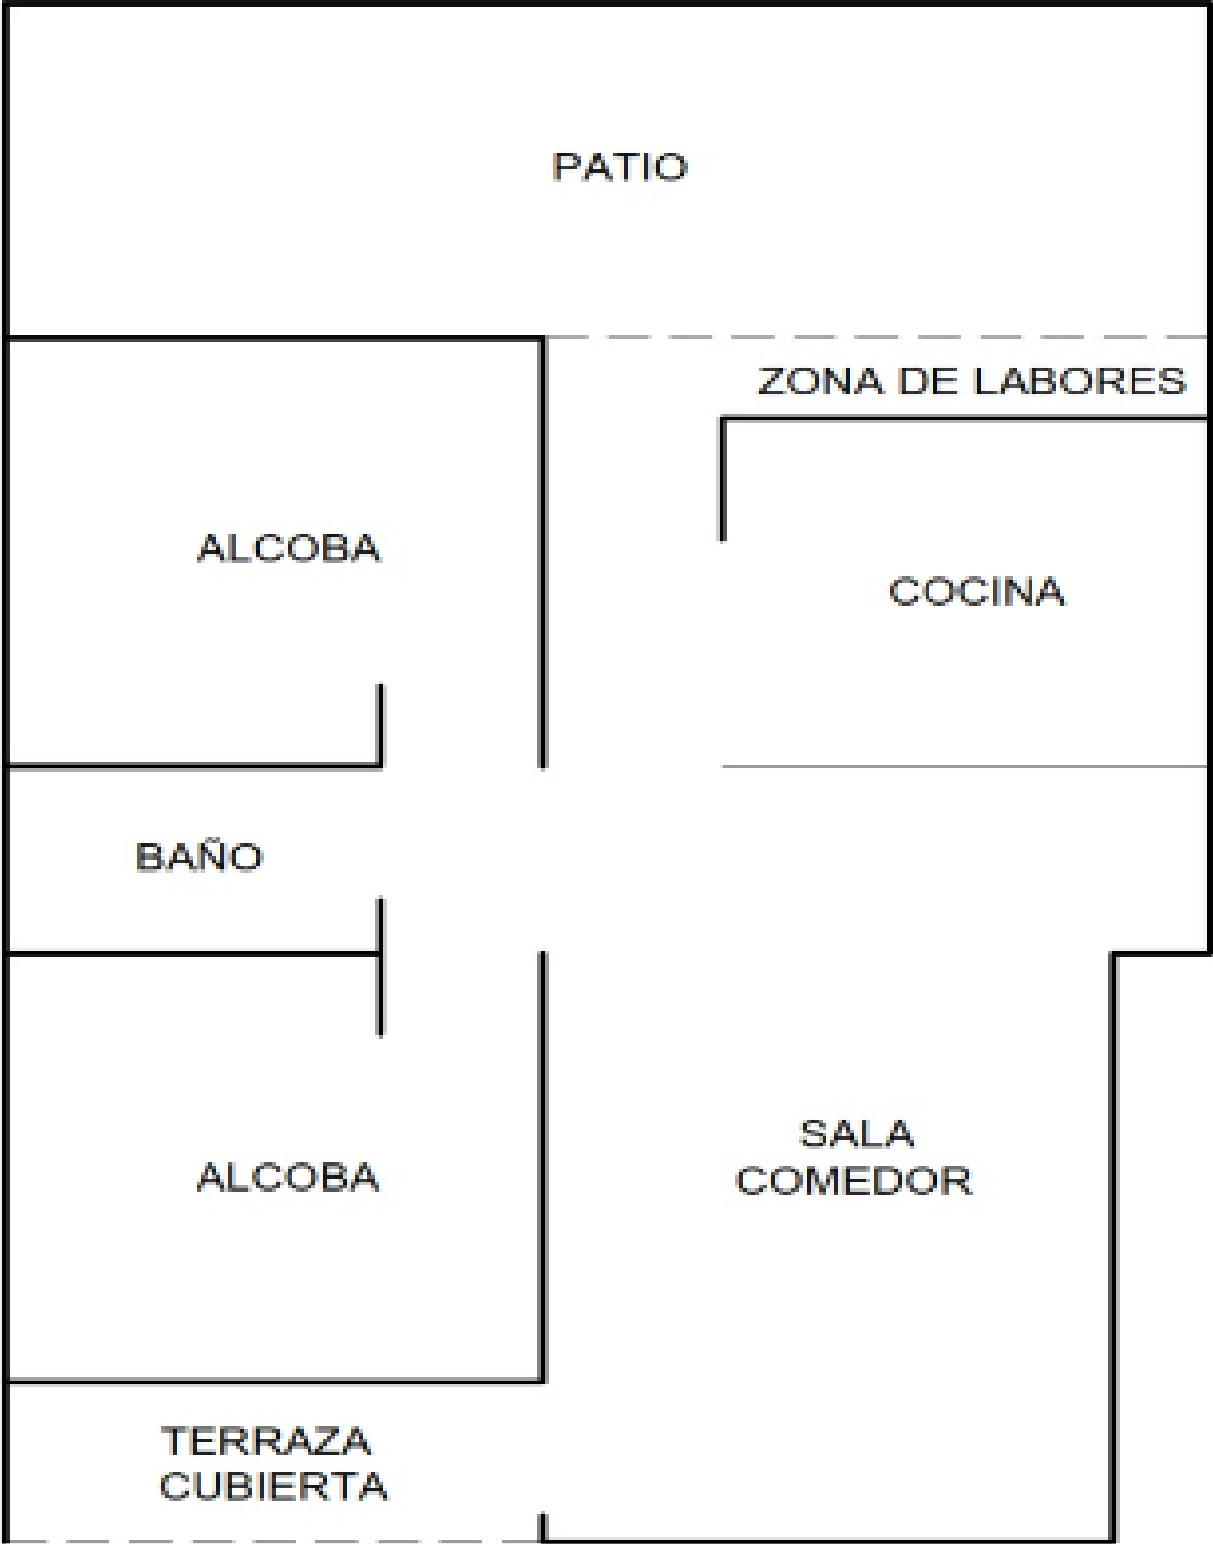 PATIO
ZONA DE LABORES
ALCOBA
COCINA
BAÑO
ALCOBA
SALA
COMEDOR
TERRAZA
CUBIERTA